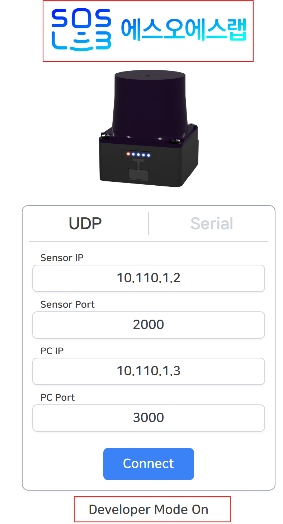 SOS
LAB
에스오에스랩
UDP
Serial
Sensor IP
10.110.1.2
Sensor Port
2000
PC IP
10.110.1.3
PC Port
3000
Connect
Developer Mode On